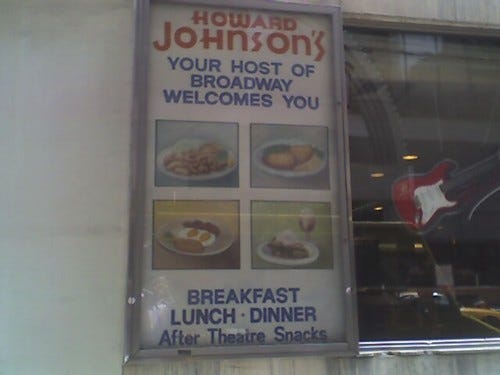 HOWARD
JOHNSON'S
YOUR HOST OF
BROADWAY
WELCOMES YOU
BREAKFAST
LUNCH · DINNER
After Theatre Snacks